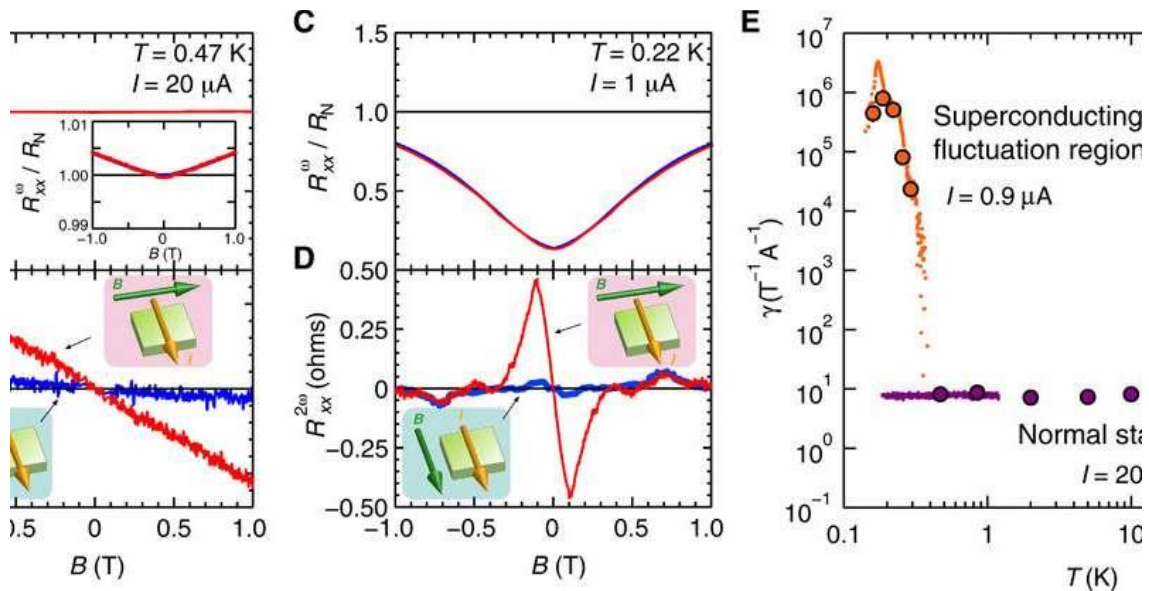 T = 0.47 K
I = 20 μA
R_xx^ω / R_N
1.01
1.00
0.99
-1.0
0
1.0
B (T)
B
-0.5
0
0.5
1.0
B (T)
C
1.5
1.0
0.5
T = 0.22 K
I = 1 μA
R_xx^ω / R_N
D
0.50
0.25
0
-0.25
-0.50
R_xx^2ω (ohms)
B
I
B
I
-1.0
-0.5
0
0.5
1.0
B (T)
E
10^6
10^5
10^4
10^3
10^2
10^1
10^0
10^-1
γ (T^-1 A^-1)
Superconducting
fluctuation region
I = 0.9 μA
Normal sta
I = 20
0.1
1
10
T (K)